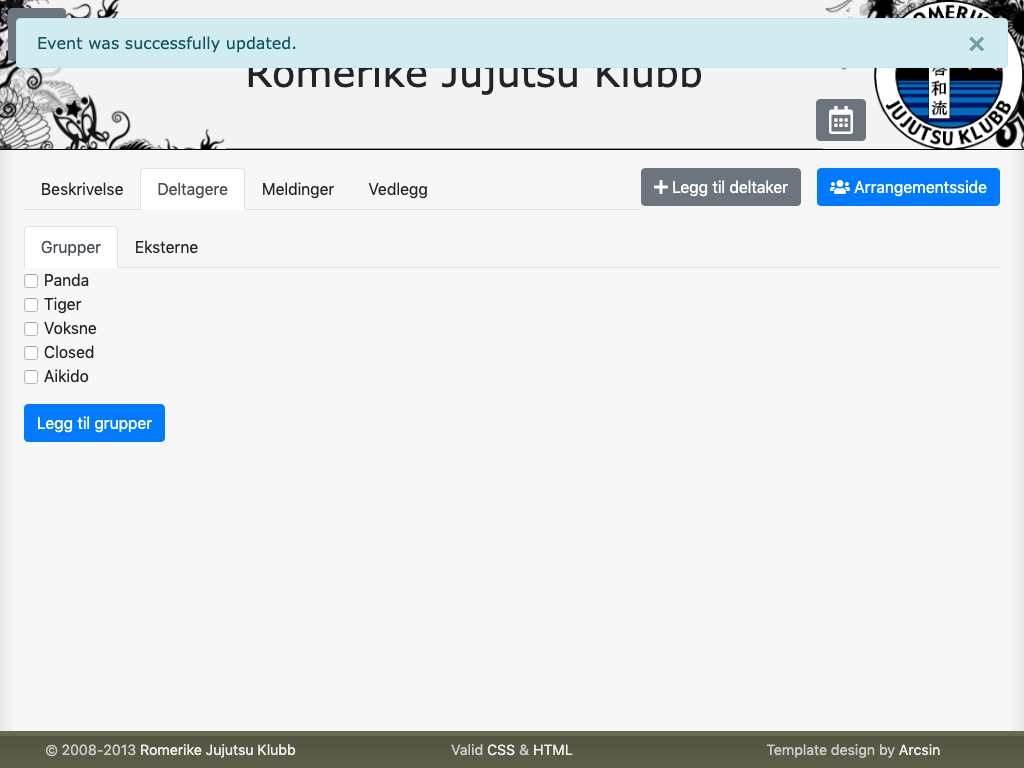 Event was successfully updated.
×
Romerike Jujutsu Klubb
ROMERIKE
和
流
JUJUTSU KLUBB
Beskrivelse
Deltagere
Meldinger
Vedlegg
Legg til deltaker
Arrangementsside
Grupper
Eksterne
Panda
Tiger
Voksne
Closed
Aikido
Legg til grupper
© 2008-2013 Romerike Jujutsu Klubb
Valid CSS & HTML
Template design by Arcsin